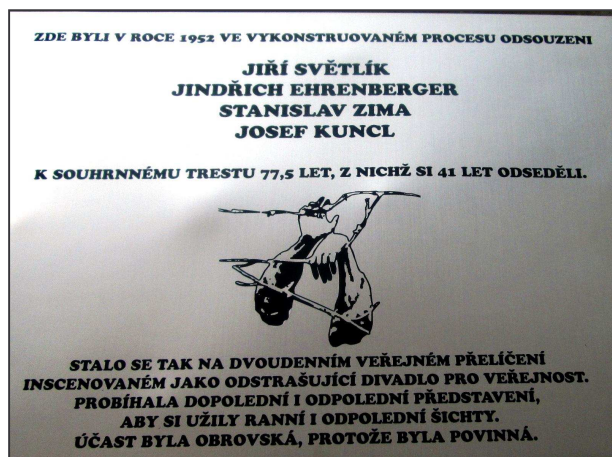 ZDE BYLI V ROCE 1952 VE VYKONSTRUOVANÉM PROCESU ODSOUZENI
JIŘÍ SVĚTLÍK
JINDŘICH EHRENBERGER
STANISLAV ZIMA
JOSEF KUNCL
K SOUHRNNÉMU TRESTU 77,5 LET, Z NICHŽ SI 41 LET ODSEDĚLI.
STALO SE TAK NA DVOUDENNÍM VEŘEJNÉM PŘELÍČENÍ
INSCENOVANÉM JAKO ODSTRAŠUJÍCÍ DIVADLO PRO VEŘEJNOST.
PROBÍHALA DOPOLEDNÍ I ODPOLEDNÍ PŘEDSTAVENÍ,
ABY SI UŽILY RANNÍ I ODPOLEDNÍ ŠICHTY.
ÚČAST BYLA OBROVSKÁ, PROTOŽE BYLA POVINNÁ.